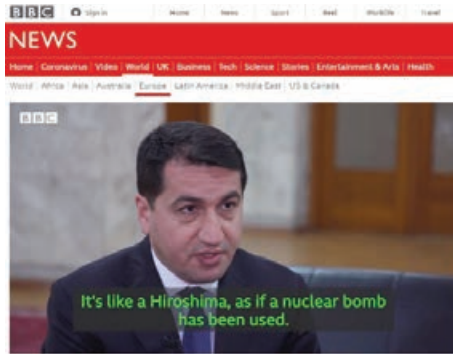 BBC Sign in Home News Sport Reel Worklife Travel
NEWS
Home Coronavirus Video World UK Business Tech Science Stories Entertainment & Arts Health
World Africa Asia Australia Europe Latin America Middle East US & Canada
BBC
It's like a Hiroshima, as if a nuclear bomb
has been used.